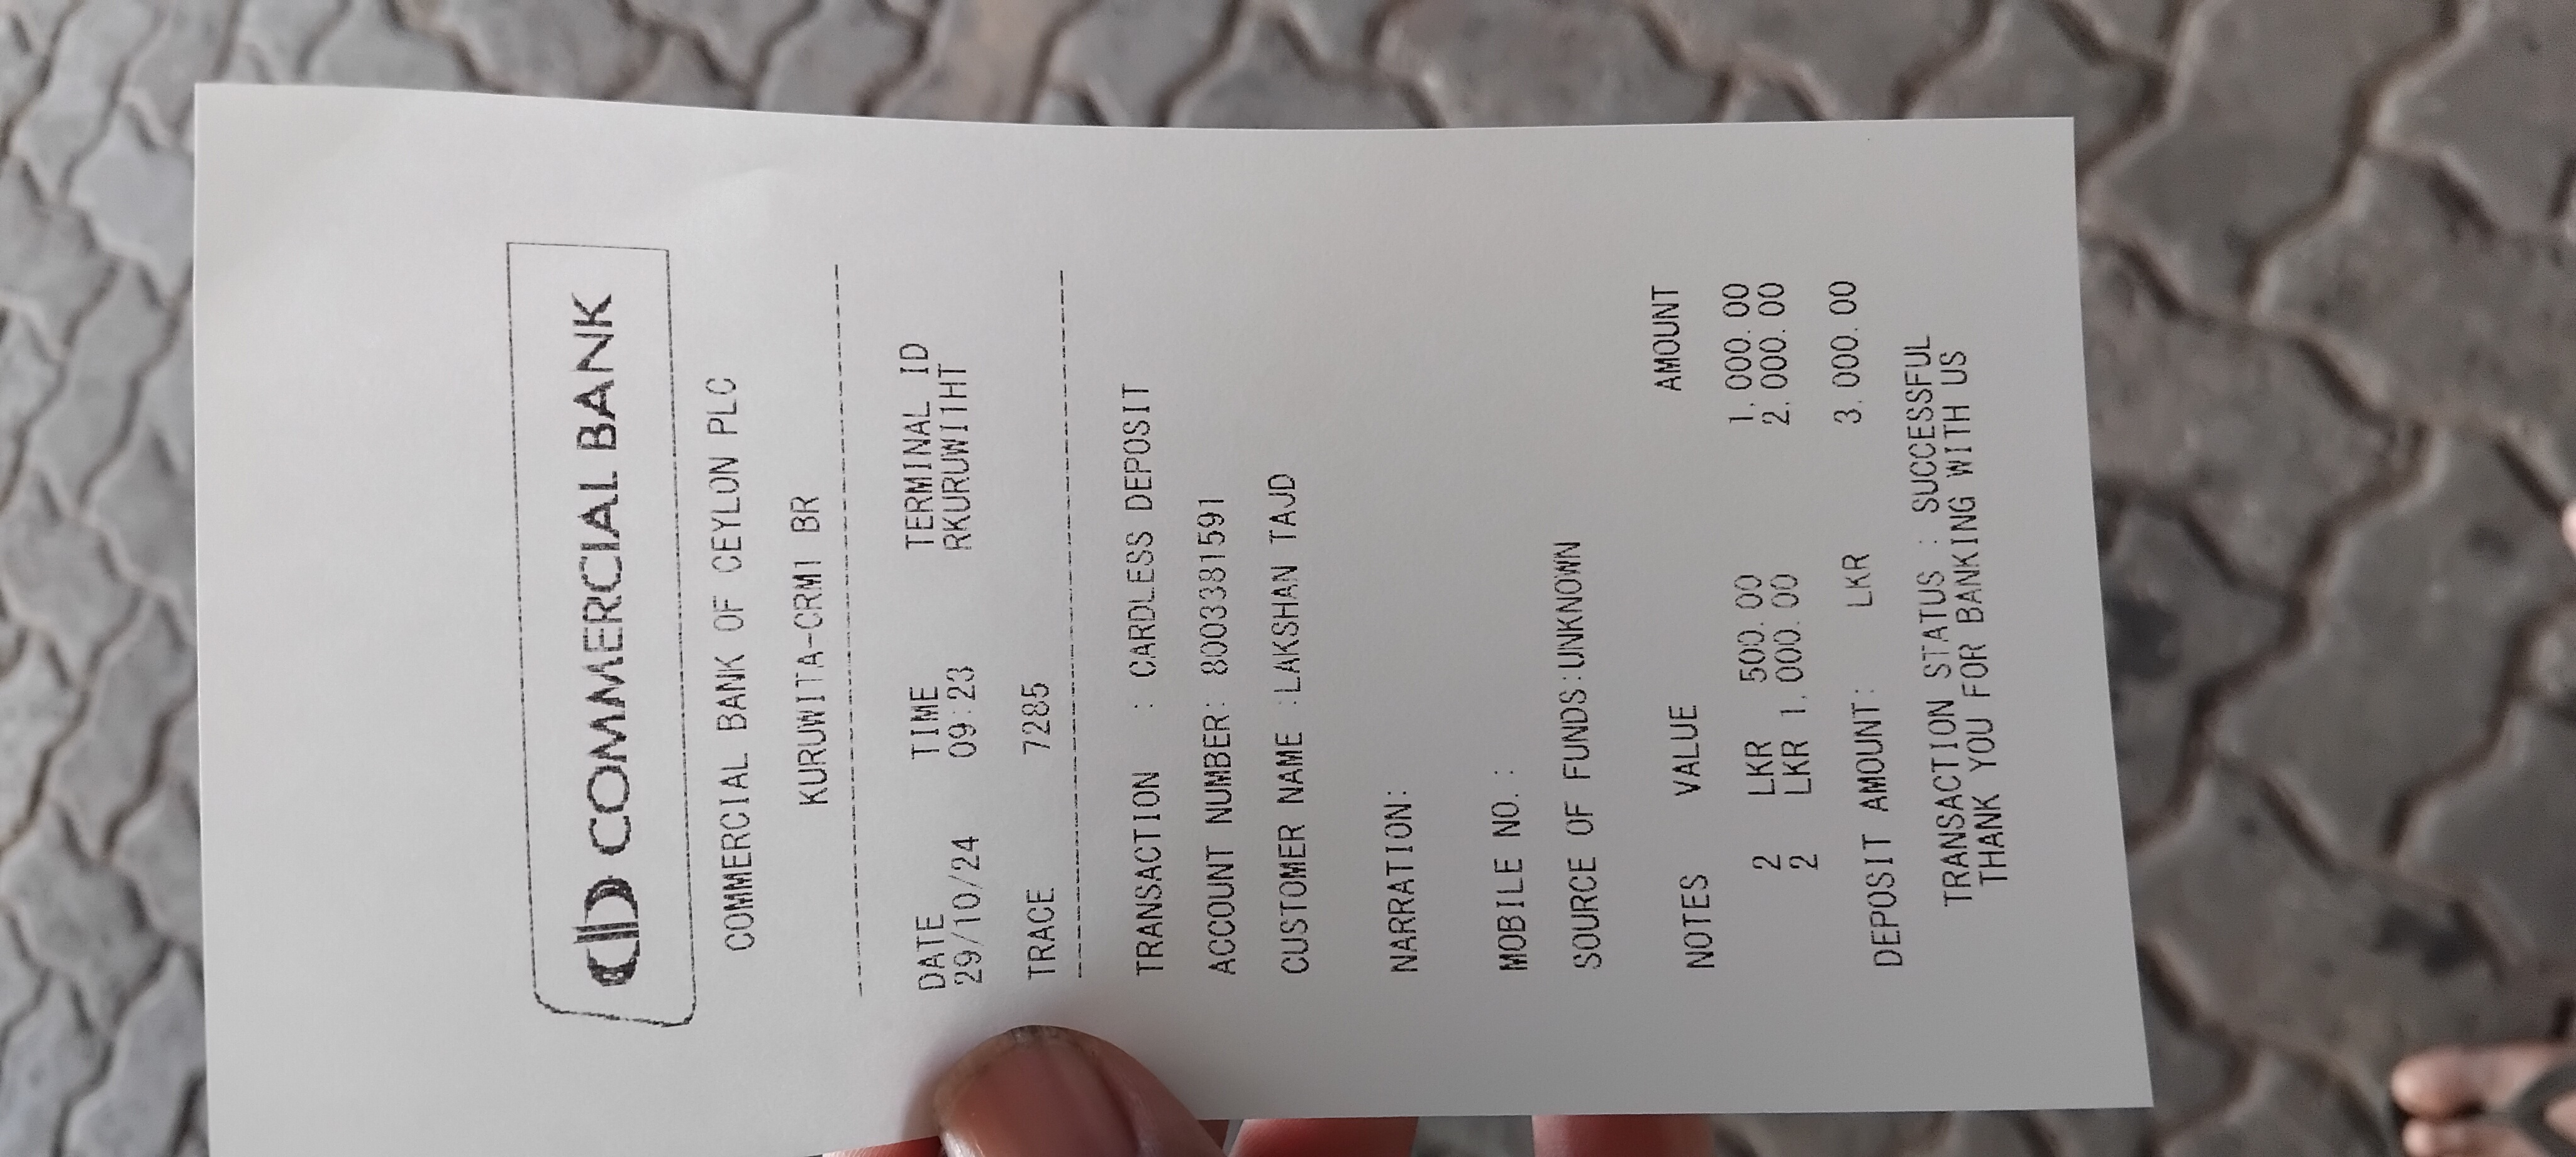 COMMERCIAL BANK
COMMERCIAL BANK OF CEYLON PLC
KURUWITA-CRM1 BR
DATE TIME TERMINAL ID
29/10/24 09:23 RKURUWI1HT
TRACE 7285
TRANSACTION : CARDLESS DEPOSIT
ACCOUNT NUMBER: 8003381591
CUSTOMER NAME :LAKSHAN TAJD
NARRATION:
MOBILE NO.:
SOURCE OF FUNDS:UNKNOWN
NOTES VALUE AMOUNT
2 LKR 500.00 1,000.00
2 LKR 1,000.00 2,000.00
DEPOSIT AMOUNT: LKR 3,000.00
TRANSACTION STATUS : SUCCESSFUL
THANK YOU FOR BANKING WITH US